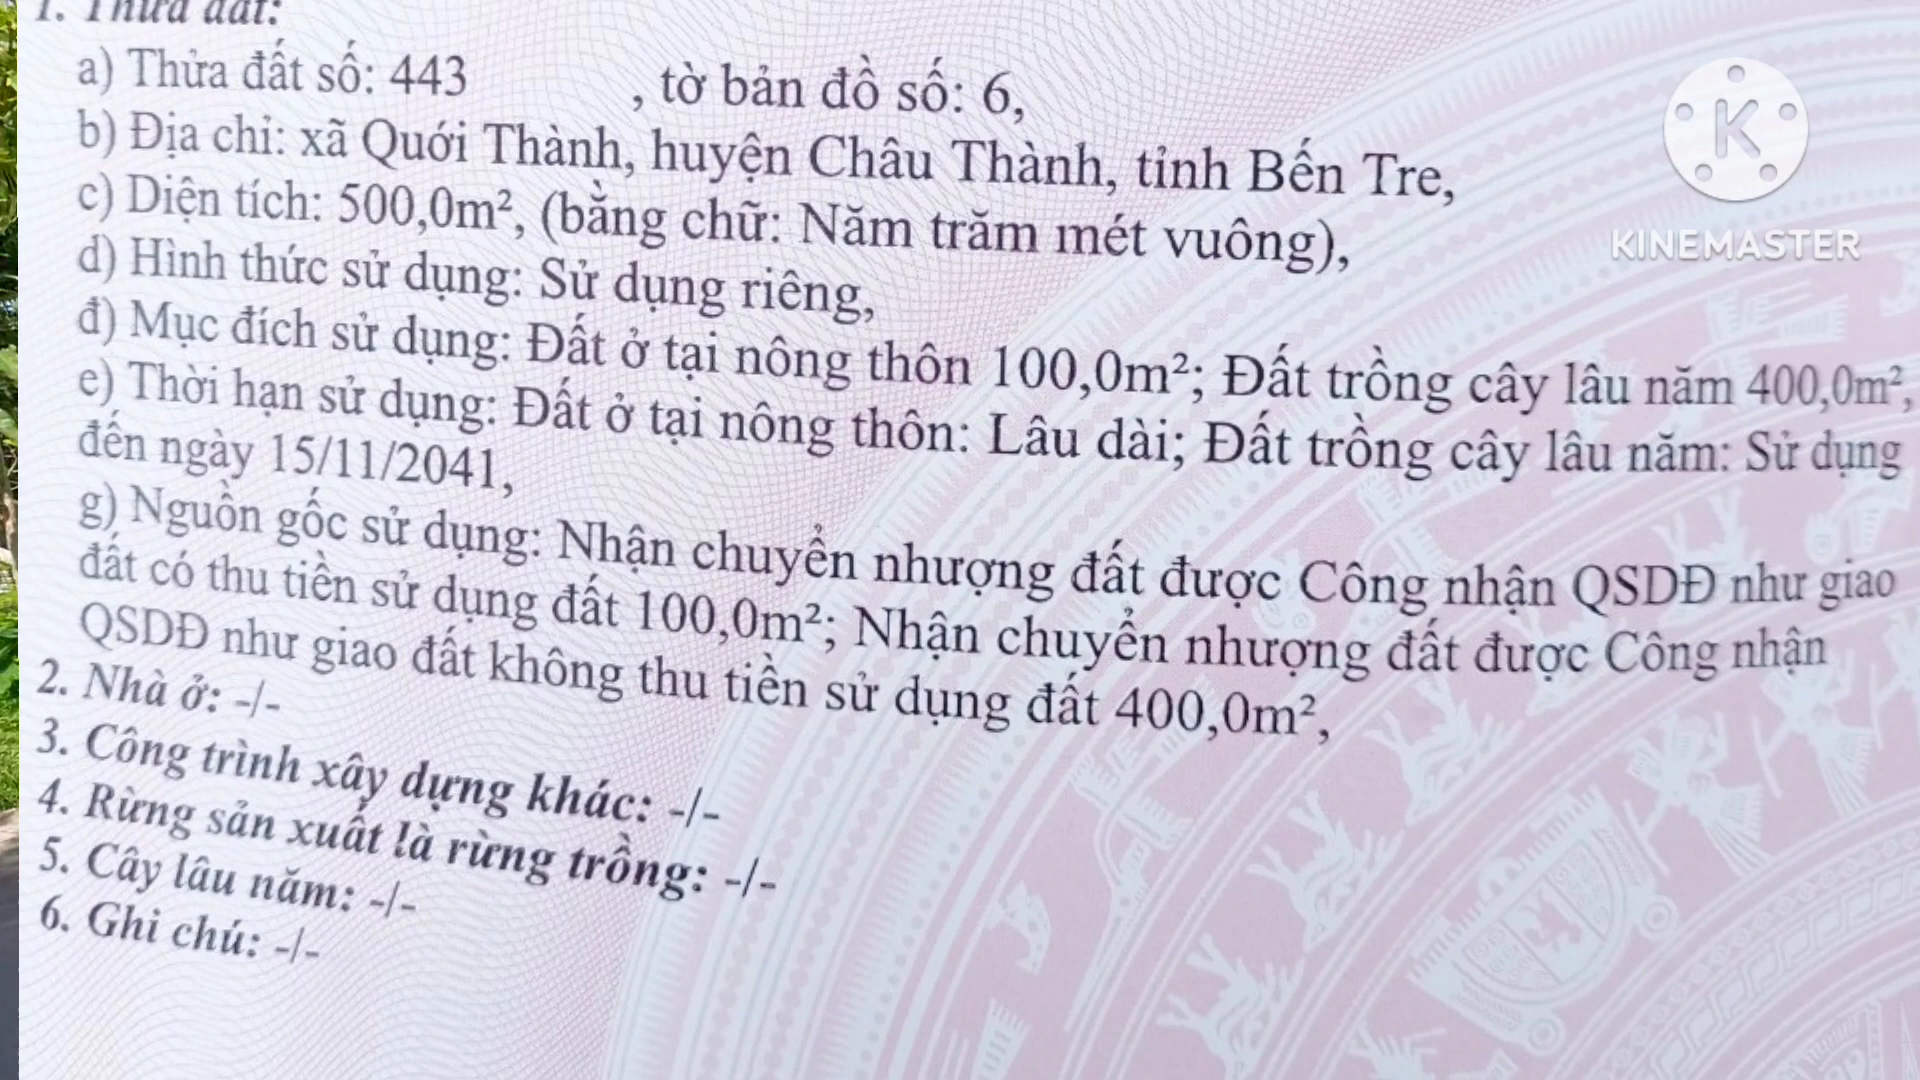 1. Thửa đất:
a) Thửa đất số: 443 , tờ bản đồ số: 6,
b) Địa chỉ: xã Quới Thành, huyện Châu Thành, tỉnh Bến Tre,
c) Diện tích: 500,0m², (bằng chữ: Năm trăm mét vuông),
d) Hình thức sử dụng: Sử dụng riêng,
đ) Mục đích sử dụng: Đất ở tại nông thôn 100,0m²; Đất trồng cây lâu năm 400,0m²,
e) Thời hạn sử dụng: Đất ở tại nông thôn: Lâu dài; Đất trồng cây lâu năm: Sử dụng
đến ngày 15/11/2041,
g) Nguồn gốc sử dụng: Nhận chuyển nhượng đất được Công nhận QSDĐ như giao
đất có thu tiền sử dụng đất 100,0m²; Nhận chuyển nhượng đất được Công nhận
QSDĐ như giao đất không thu tiền sử dụng đất 400,0m²,
2. Nhà ở: -/-
3. Công trình xây dựng khác: -/-
4. Rừng sản xuất là rừng trồng: -/-
5. Cây lâu năm: -/-
6. Ghi chú: -/-
K
KINEMASTER